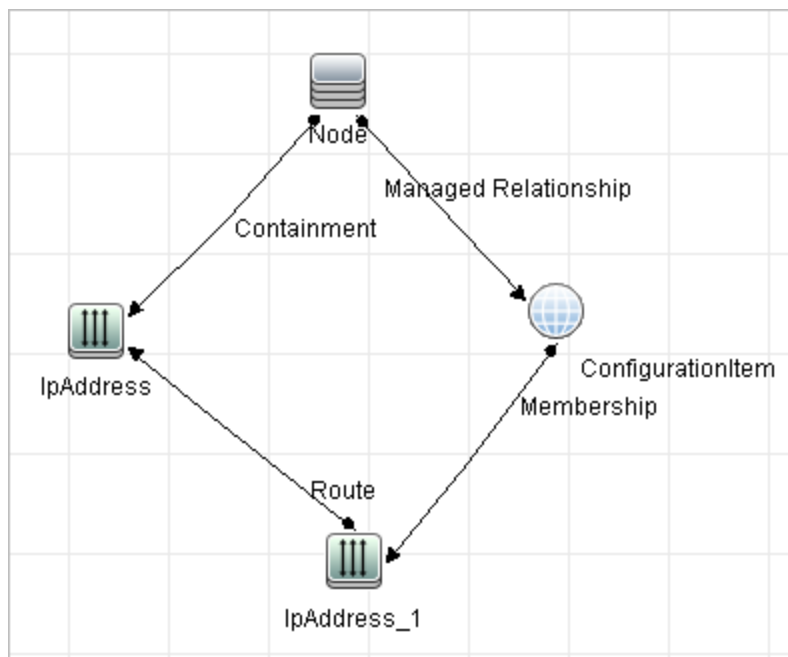 Node
Managed Relationship
Containment
ConfigurationItem
IpAddress
Membership
Route
IpAddress_1